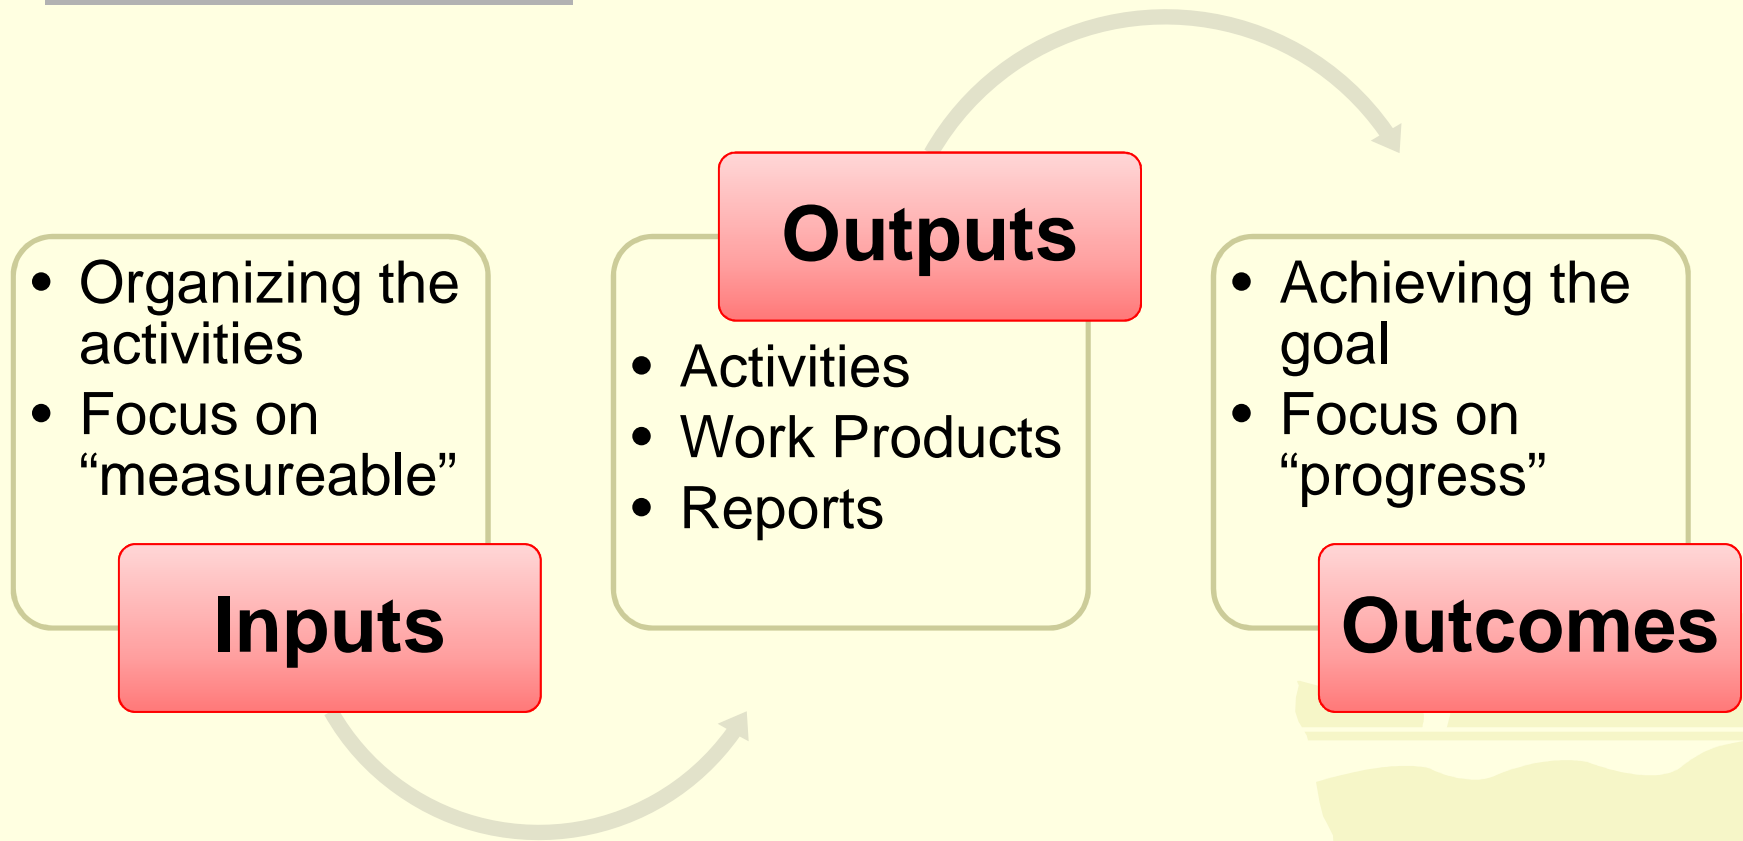 • Organizing the
activities
• Focus on
“measureable”
Inputs
Outputs
• Activities
• Work Products
• Reports
• Achieving the
goal
• Focus on
“progress”
Outcomes